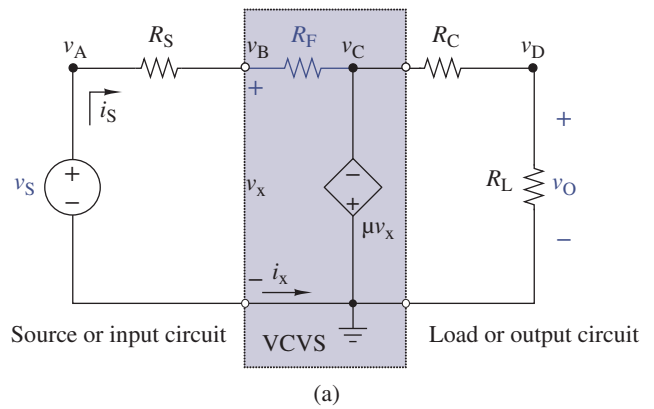 v_A
R_S
v_B
R_F
v_C
R_C
v_D
+
+
i_S
v_S
+
−
v_x
−
+
μv_x
R_L
v_O
−
i_x
−
Source or input circuit
VCVS
Load or output circuit
(a)